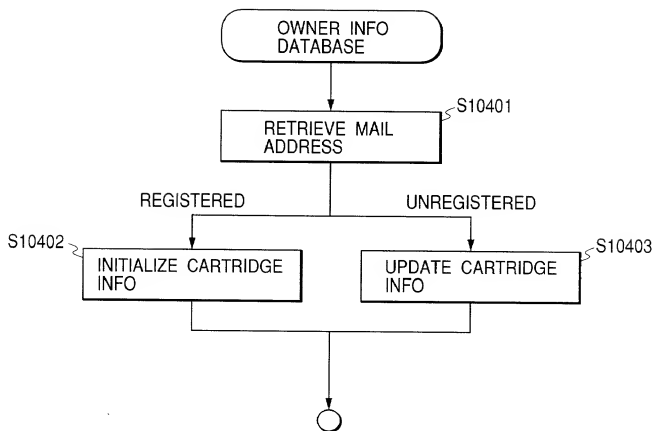 OWNER INFO
DATABASE
S10401
RETRIEVE MAIL
ADDRESS
REGISTERED
UNREGISTERED
S10402
INITIALIZE CARTRIDGE
INFO
UPDATE CARTRIDGE
INFO
S10403